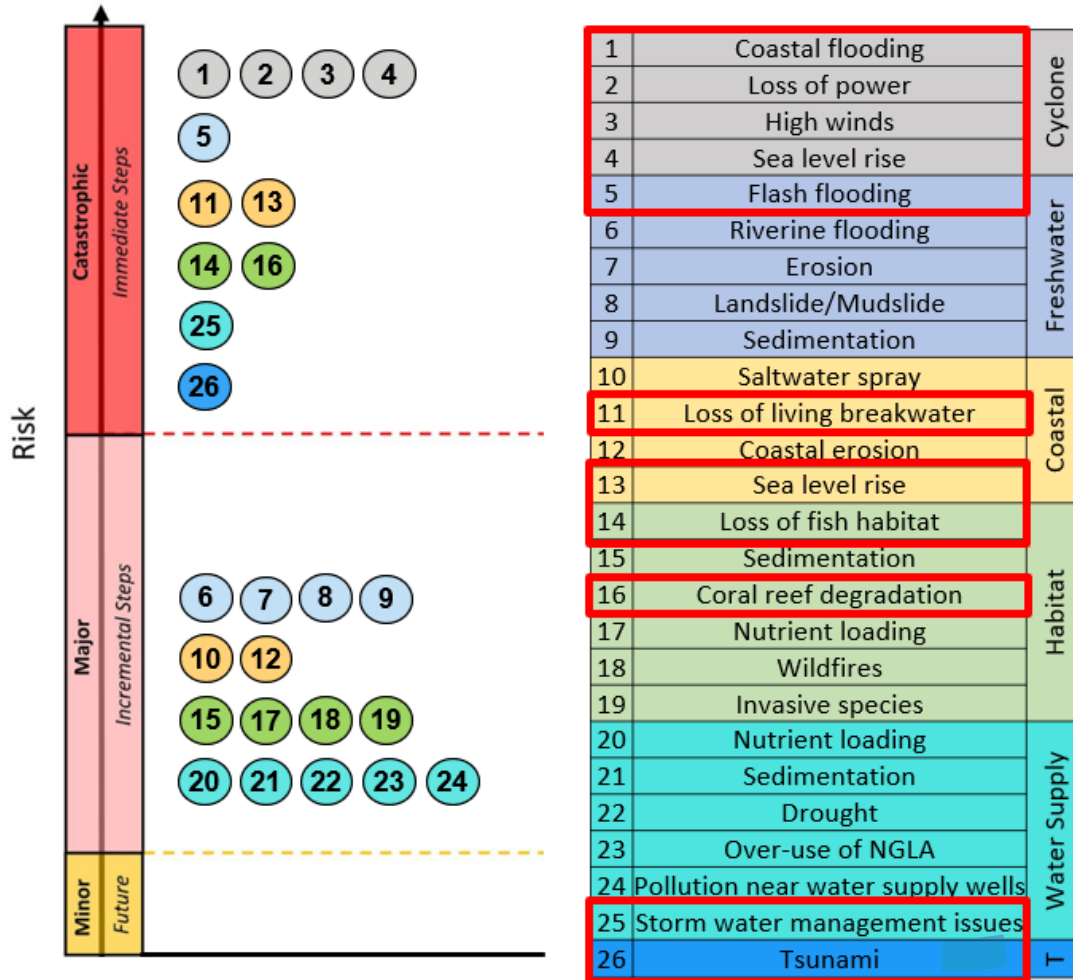 Risk
Catastrophic
Immediate Steps
Major
Incremental Steps
Minor
Future
1 2 3 4
5
11 13
14 16
25
26
6 7 8 9
10 12
15 17 18 19
20 21 22 23 24
1 Coastal flooding
2 Loss of power
3 High winds
4 Sea level rise
Cyclone
5 Flash flooding
6 Riverine flooding
7 Erosion
8 Landslide/Mudslide
9 Sedimentation
Freshwater
10 Saltwater spray
11 Loss of living breakwater
12 Coastal erosion
13 Sea level rise
Coastal
14 Loss of fish habitat
15 Sedimentation
16 Coral reef degradation
17 Nutrient loading
18 Wildfires
19 Invasive species
Habitat
20 Nutrient loading
21 Sedimentation
22 Drought
23 Over-use of NGLA
24 Pollution near water supply wells
25 Storm water management issues
Water Supply
26 Tsunami
T